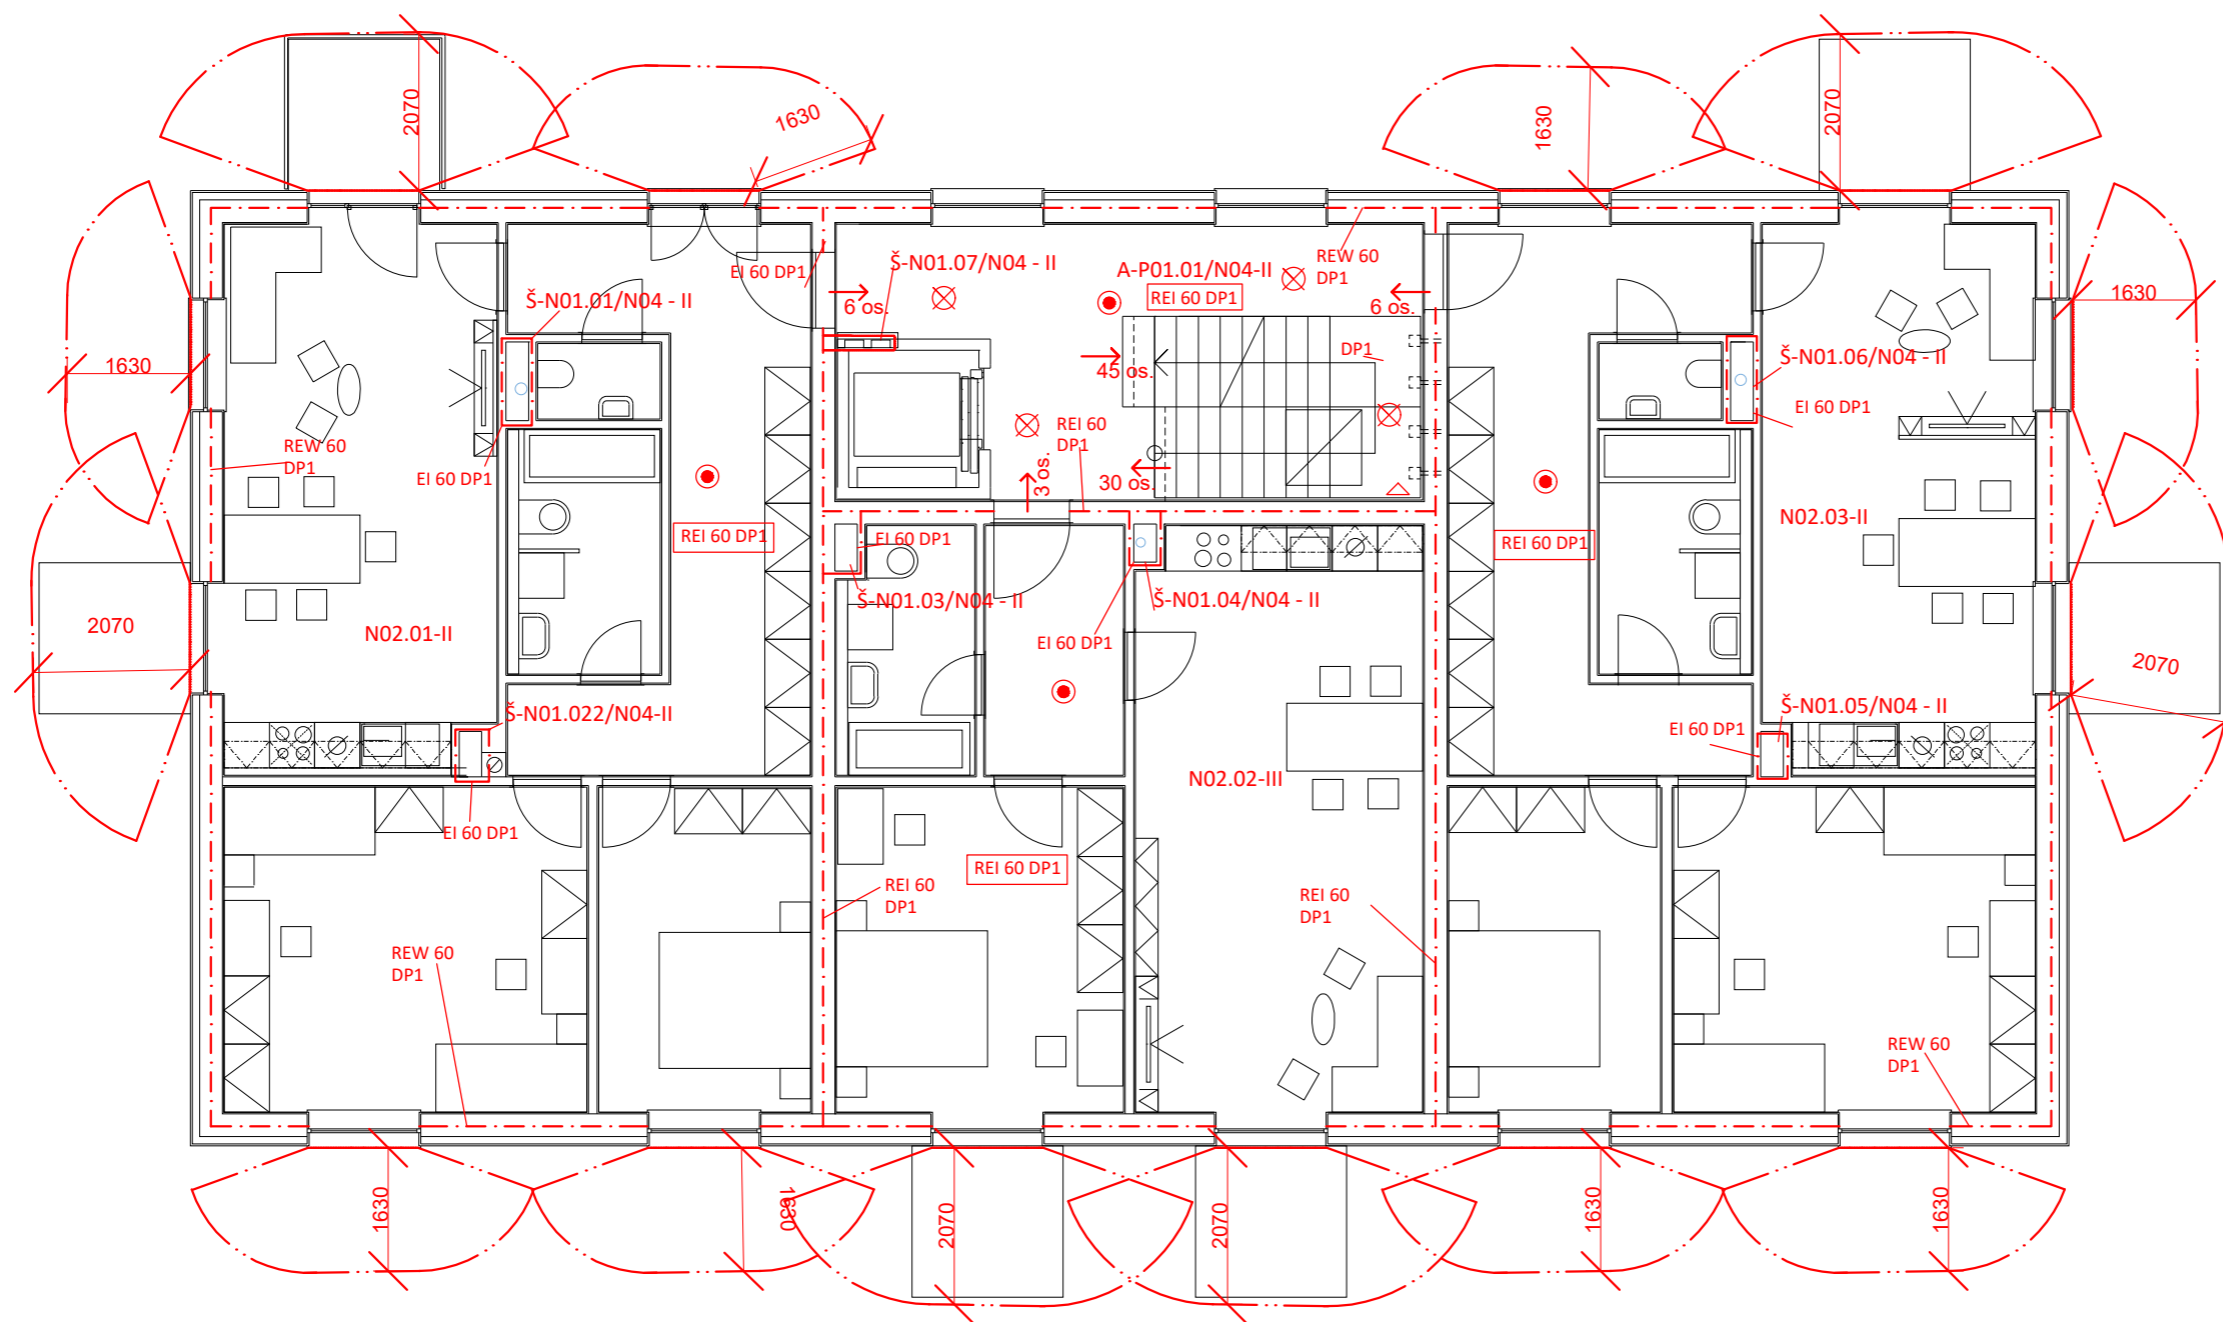 2070
1630
1630
2070
1630
1630
2070
2070
1630
1630
2070
2070
1630
1630
EI 60 DP1
Š-N01.07/N04 - II
A-P01.01/N04-II
REI 60 DP1
REW 60
DP1
6 os.
6 os.
Š-N01.01/N04 - II
DP1
45 os.
Š-N01.06/N04 - II
EI 60 DP1
REW 60
DP1
EI 60 DP1
REI 60
DP1
3 os.
30 os.
REI 60 DP1
EI 60 DP1
REI 60 DP1
N02.03-II
Š-N01.03/N04 - II
Š-N01.04/N04 - II
N02.01-II
EI 60 DP1
Š-N01.022/N04-II
Š-N01.05/N04 - II
EI 60 DP1
N02.02-III
EI 60 DP1
REI 60 DP1
REI 60
DP1
REI 60
DP1
REW 60
DP1
REW 60
DP1